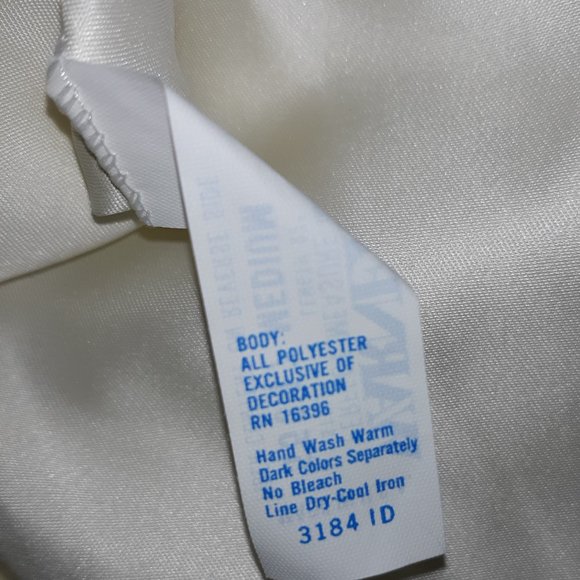 BODY:
ALL POLYESTER
EXCLUSIVE OF
DECORATION
RN 16396
Hand Wash Warm
Dark Colors Separately
No Bleach
Line Dry-Cool Iron
3184 ID
MEDIUM